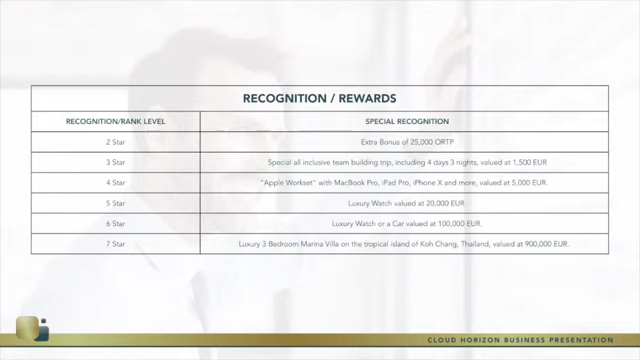 RECOGNITION / REWARDS
RECOGNITION/RANK LEVEL SPECIAL RECOGNITION
2 Star Extra Bonus of 25,000 ORTP
3 Star Special all inclusive team building trip, including 4 days 3 nights, valued at 1,500 EUR
4 Star "Apple Workset" with MacBook Pro, iPad Pro, iPhone X and more, valued at 5,000 EUR.
5 Star Luxury Watch valued at 20,000 EUR
6 Star Luxury Watch or a Car valued at 100,000 EUR.
7 Star Luxury 3 Bedroom Marina Villa on the tropical island of Koh Chang, Thailand, valued at 900,000 EUR.
CLOUD HORIZON BUSINESS PRESENTATION